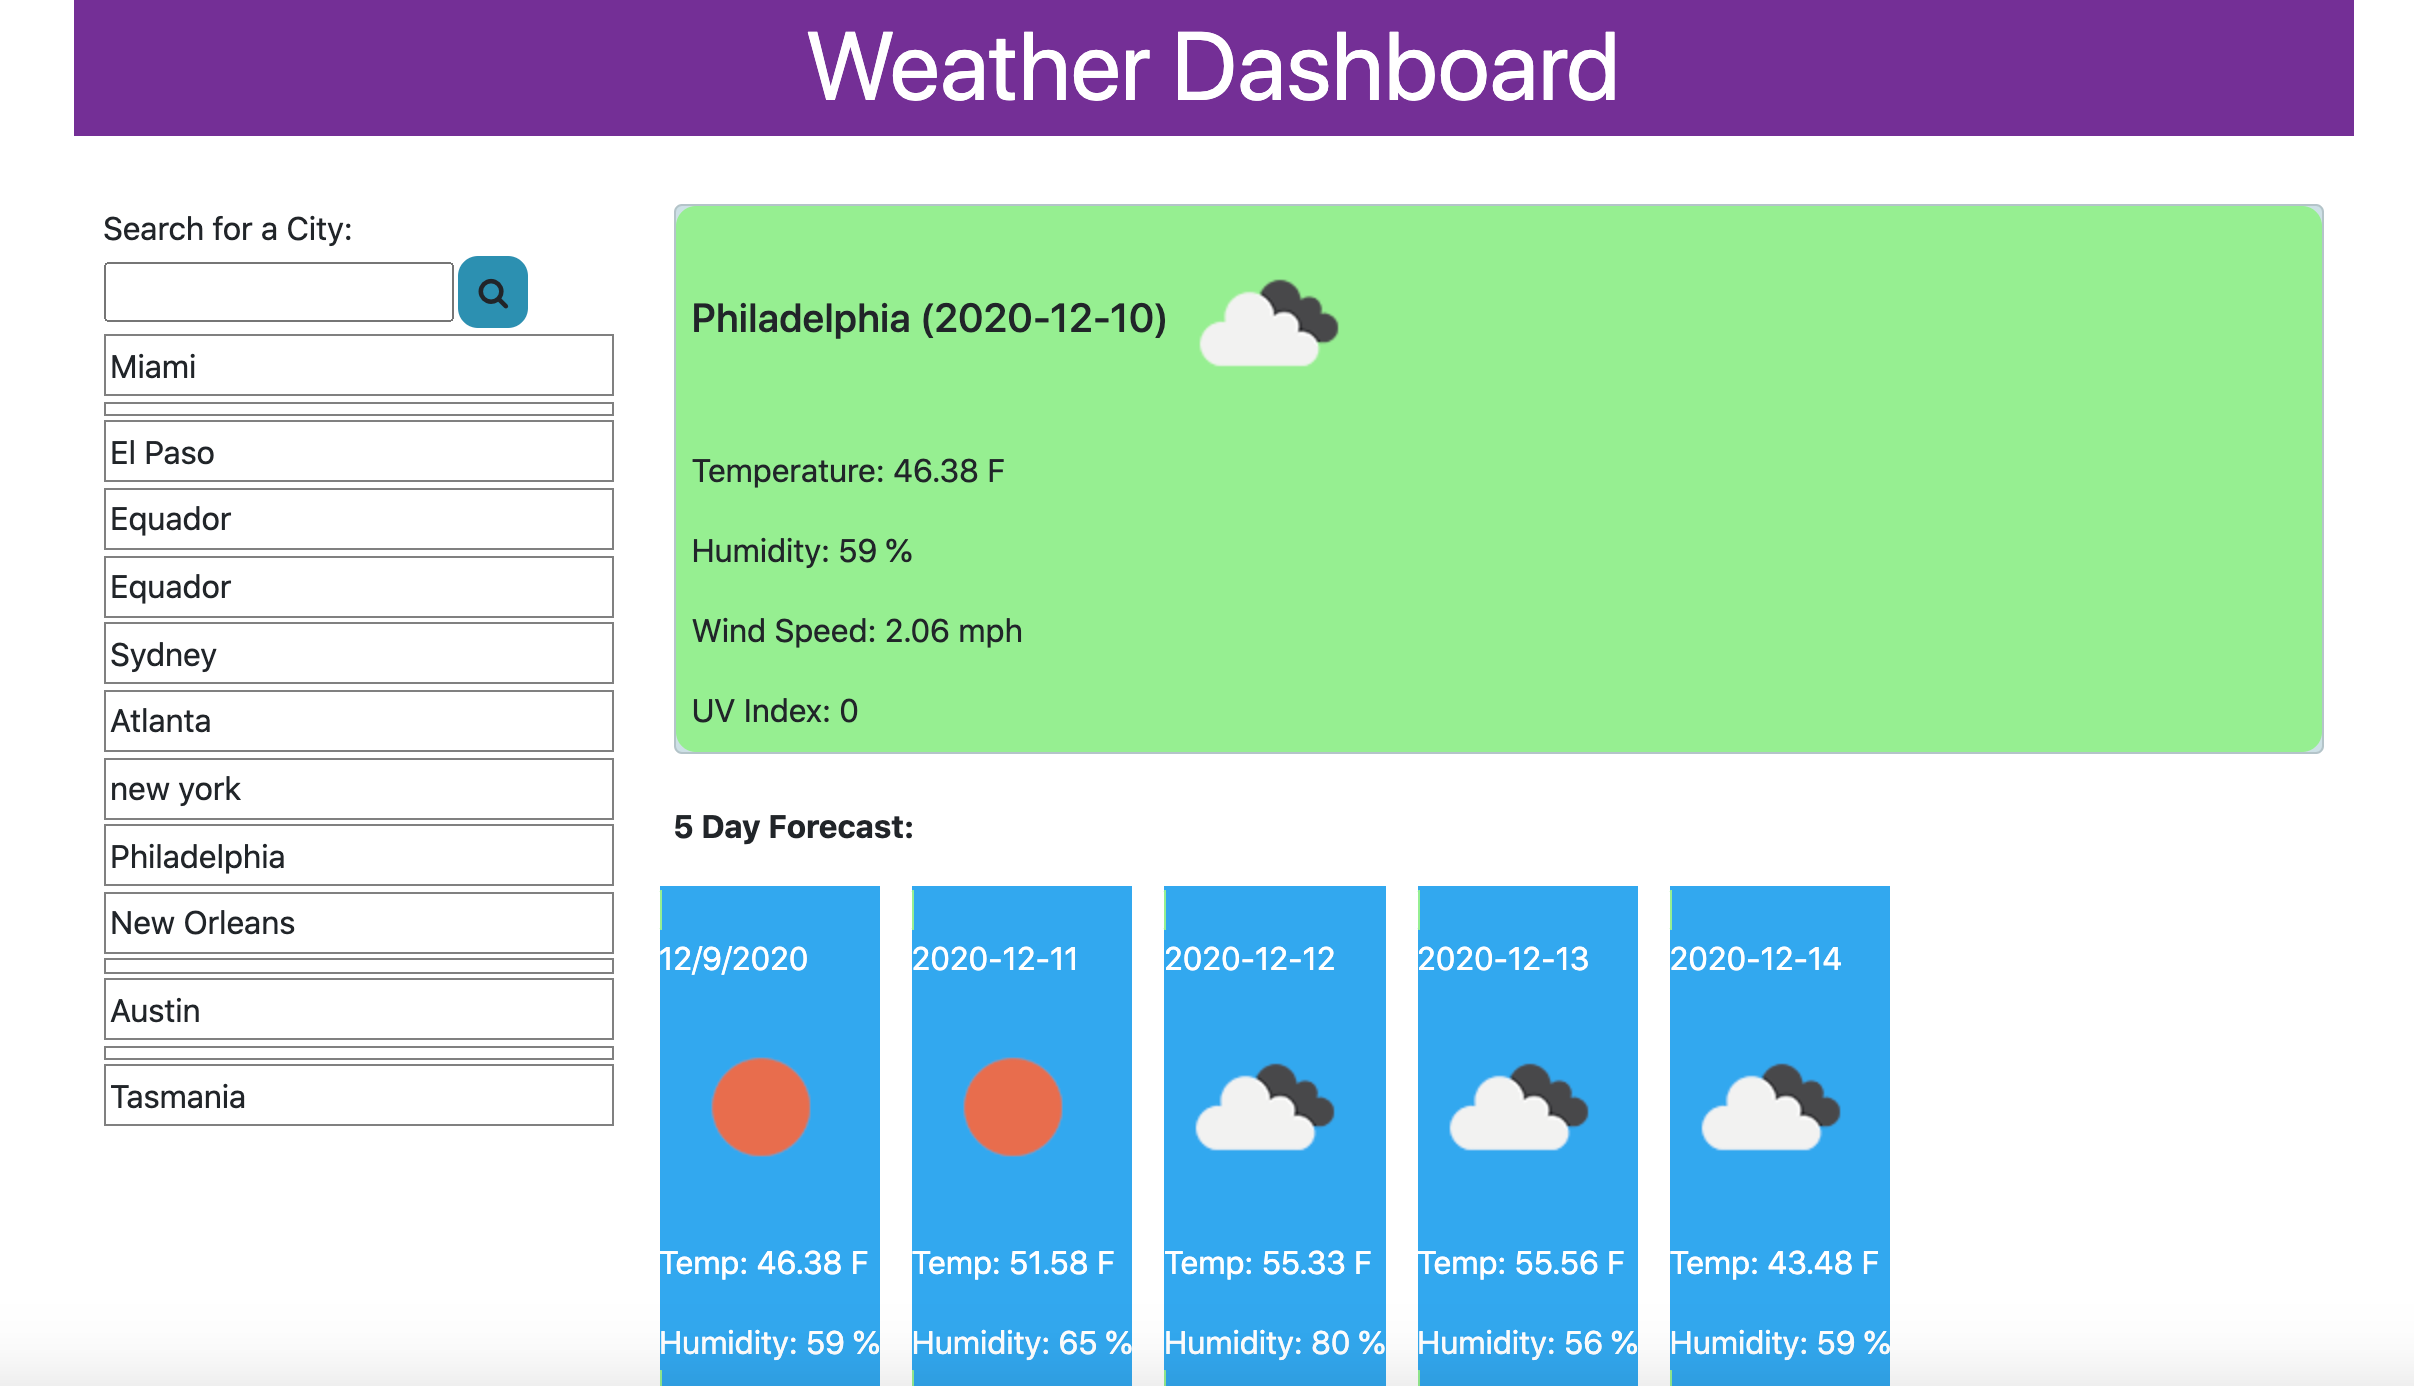 Weather Dashboard
Search for a City:
Miami
El Paso
Equador
Equador
Sydney
Atlanta
new york
Philadelphia
New Orleans
Austin
Tasmania
Philadelphia (2020-12-10)
Temperature: 46.38 F
Humidity: 59 %
Wind Speed: 2.06 mph
UV Index: 0
5 Day Forecast:
12/9/2020
Temp: 46.38 F
Humidity: 59 %
2020-12-11
Temp: 51.58 F
Humidity: 65 %
2020-12-12
Temp: 55.33 F
Humidity: 80 %
2020-12-13
Temp: 55.56 F
Humidity: 56 %
2020-12-14
Temp: 43.48 F
Humidity: 59 %